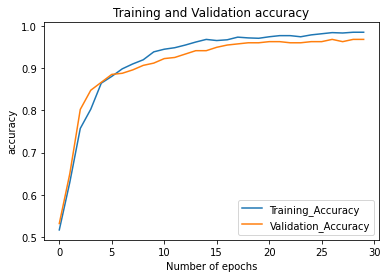 Training and Validation accuracy
1.0
0.9
0.8
0.7
0.6
0.5
accuracy
Training_Accuracy
Validation_Accuracy
0 5 10 15 20 25 30
Number of epochs